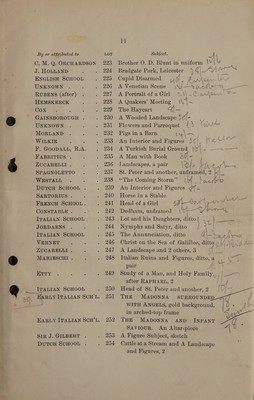 11
By or attributed to LOT Subject.
C. M. Q. ORCHARDSON 223 Brother O. D. Blunt in uniform
J. HOLLAND . . 224 Bradgate Park, Leicester
ENGLISH SCHOOL . 225 Cupid Disarmed
UNKNOWN . . . 226 A Venetian Scene
RUBENS (after) . . 227 A Portrait of a Girl
HEMSKERCK . . 228 A Quakers' Meeting
COX . . . . 229 The Haycart
GAINSBOROUGH . . 230 A Wooded Landscape
UNKNOWN . . . 231 Flowers and Parroquet
MORLAND . . . 232 Pigs in a Barn
WILKIE . . . 233 An Interior and Figures
F. GOODALL, R.A. . 234 A Turkish Burial Ground
FABRITIUS . . . 235 A Man with Book
ZUCARELLI . . . 236 Landscapes, a pair
SPAGNOLETTO . . 237 St. Peter and another, unframed, 2
WESTALL . . . 238 "The Coming Storm"
DUTCH SCHOOL . . 239 An Interior and Figures
SARTORIUS . . . 240 Horse in a Stable
FRENCH SCHOOL . 241 Head of a Girl
CONSTABLE . . . 242 Dedham, unframed
ITALIAN SCHOOL . 243 Lot and his Daughters, ditto
JORDAENS . . 244 Nymphs and Satyr, ditto
ITALIAN SCHOOL . 245 The Annunciation, ditto
VERNEY . . . 246 Christ on the Sea of Gallilee, ditto
ZUCARELLI . . . 247 A Landscape and 2 others, 3
MARIESCHI . . . 248 Italian Ruins and Figures, ditto, a
pair
ETTY . . . 249 Study of a Man, and Holy Family,
after RAPHAEL, 2
ITALIAN SCHOOL . 250 Head of St. Peter and another, 2
EARLY ITALIAN SCH'L. 251 THE MADONNA SURROUNDED
WITH ANGELS, gold background,
in arched-top frame
EARLY ITALIAN SCH'L. 252 THE MADONNA AND INFANT
SAVIOUR. An Altar-piece
SIR J. GILBERT . . 253 A Figure Subject, sketch
DUTCH SCHOOL . . 254 Cattle at a Stream and A Landscape
and Figures, 2